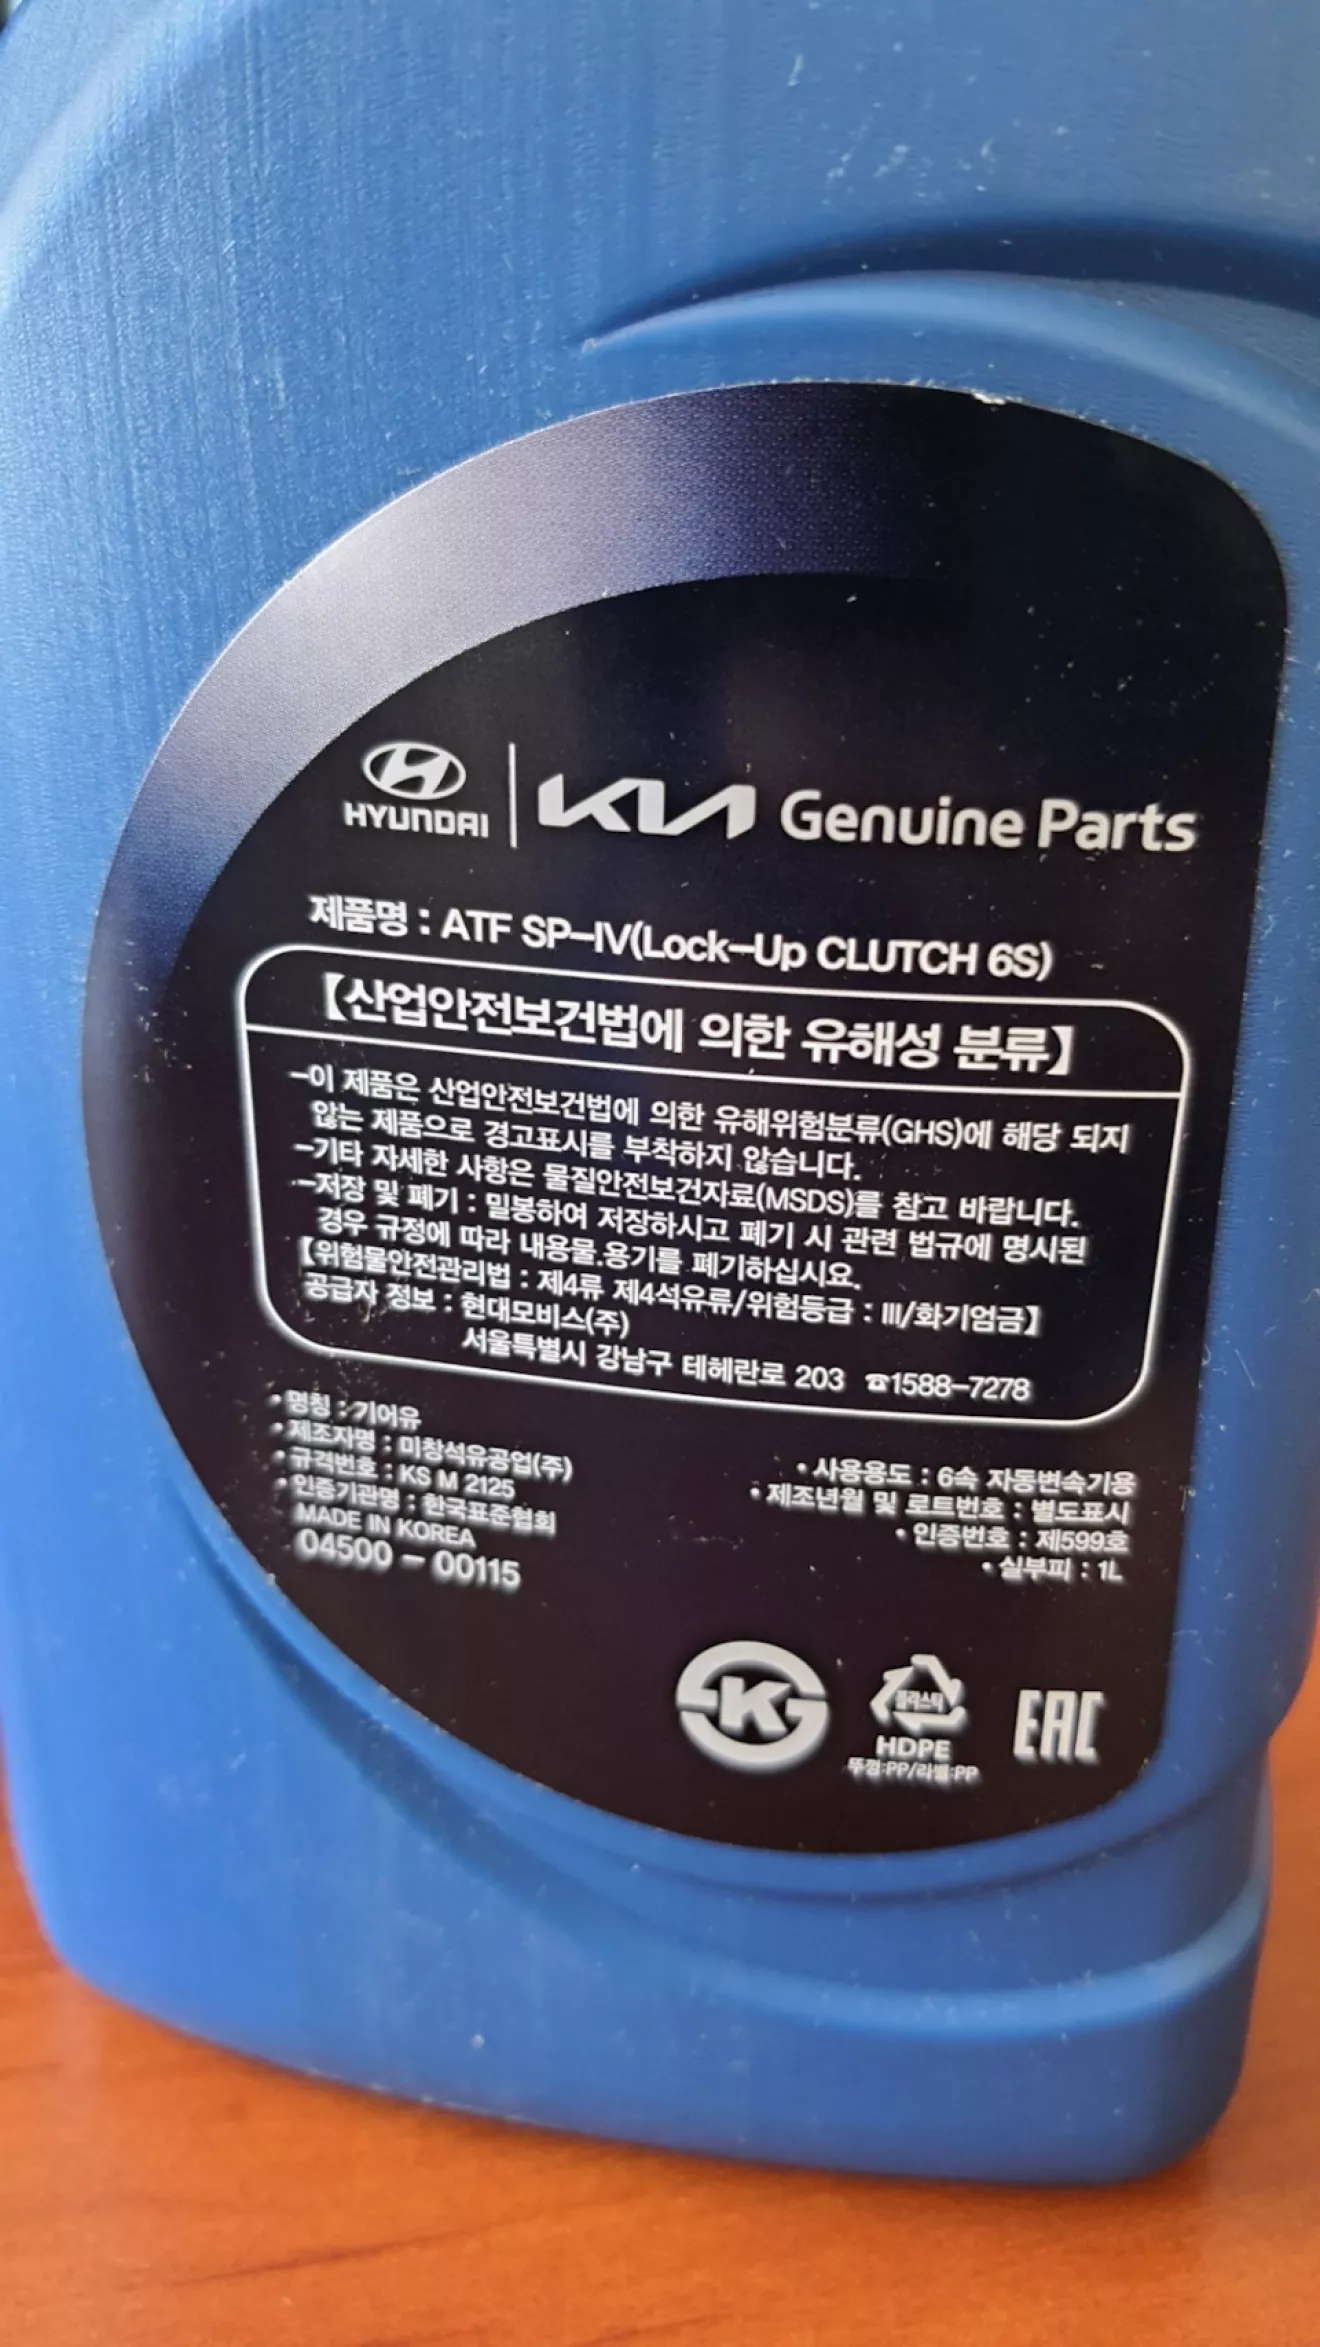 HYUNDAI KIA Genuine Parts
제품명 : ATF SP-IV(Lock-Up CLUTCH 6S)
【산업안전보건법에 의한 유해성 분류】
-이 제품은 산업안전보건법에 의한 유해위험분류(GHS)에 해당 되지
않는 제품으로 경고표시를 부착하지 않습니다.
-기타 자세한 사항은 물질안전보건자료(MSDS)를 참고 바랍니다.
-저장 및 폐기 : 밀봉하여 저장하시고 폐기 시 관련 법규에 명시된
경우 규정에 따라 내용물.용기를 폐기하십시요.
【위험물안전관리법 : 제4류 제4석유류/위험등급 : III/화기엄금】
공급자 정보 : 현대모비스(주)
서울특별시 강남구 테헤란로 203 ☎1588-7278
• 명칭 : 기어유
• 제조자명 : 미창석유공업(주)
• 규격번호 : KS M 2125
• 인증기관명 : 한국표준협회
MADE IN KOREA
04500 - 00115
• 사용용도 : 6속 자동변속기용
• 제조년월 및 로트번호 : 별도표시
• 인증번호 : 제599호
• 실부피 : 1L
K
플라스틱
HDPE
뚜껑:PP/라벨:PP
EAC